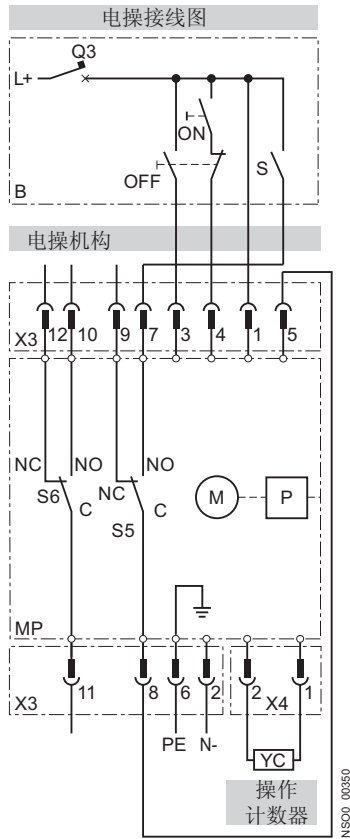 电操接线图
Q3
L+
ON
OFF
S
B
电操机构
X3 12 10 9 7 3 4 1 5
NC NO NC NO
S6 C S5 C
M P
MP
X3 11 8 6 2 2 X4 1
PE N-
YC
操作
计数器
NSO0_00350